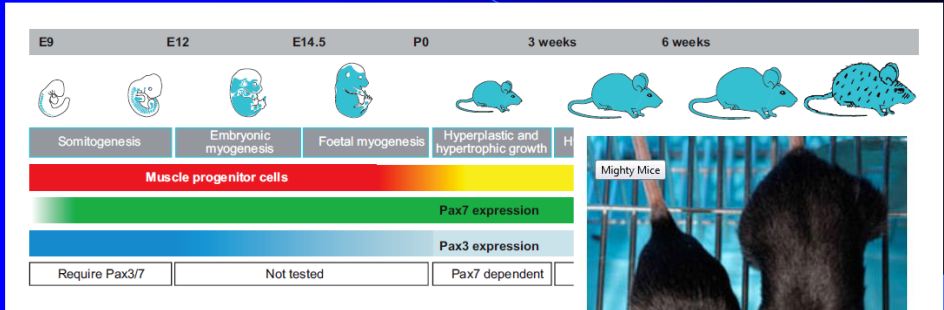 E9 E12 E14.5 P0 3 weeks 6 weeks
Somitogenesis
Embryonic
myogenesis
Foetal myogenesis
Hyperplastic and
hypertrophic growth
H
Muscle progenitor cells
Mighty Mice
Pax7 expression
Pax3 expression
Require Pax3/7
Not tested
Pax7 dependent